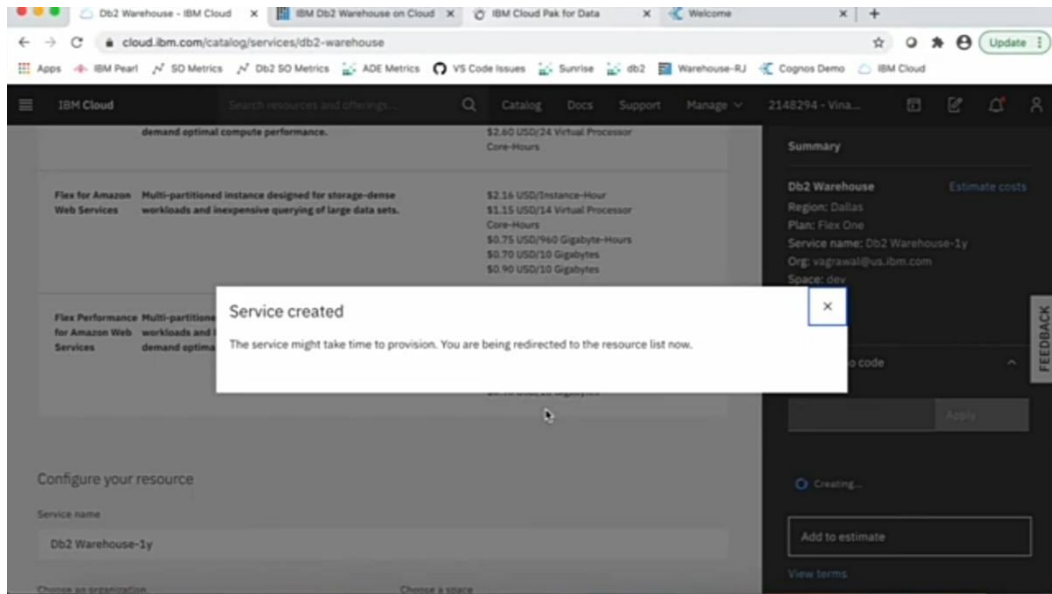 Db2 Warehouse - IBM Cloud
IBM Db2 Warehouse on Cloud
IBM Cloud Pak for Data
Welcome
cloud.ibm.com/catalog/services/db2-warehouse
Update
Apps
IBM Pearl
SO Metrics
Db2 SO Metrics
ADE Metrics
VS Code Issues
Sunrise
db2
Warehouse-RJ
Cognos Demo
IBM Cloud
IBM Cloud
Search resources and offerings...
Catalog
Docs
Support
Manage
2148294 - Vina...
demand optimal compute performance.
$2.60 USD/24 Virtual Processor
Core-Hours
Flex for Amazon
Web Services
Multi-partitioned instance designed for storage-dense
workloads and inexpensive querying of large data sets.
$2.16 USD/Instance-Hour
$1.15 USD/14 Virtual Processor
Core-Hours
$0.75 USD/960 Gigabyte-Hours
$0.70 USD/10 Gigabytes
$0.90 USD/10 Gigabytes
Flex Performance
for Amazon Web
Services
Multi-partitione
workloads and
demand optima
Service created
The service might take time to provision. You are being redirected to the resource list now.
Configure your resource
Service name
Db2 Warehouse-1y
Choose an organization
Choose a space
Summary
Db2 Warehouse
Estimate costs
Region: Dallas
Plan: Flex One
Service name: Db2 Warehouse-1y
Org: vagrawal@us.ibm.com
Space: dev
code
Apply
Creating...
Add to estimate
View terms
FEEDBACK